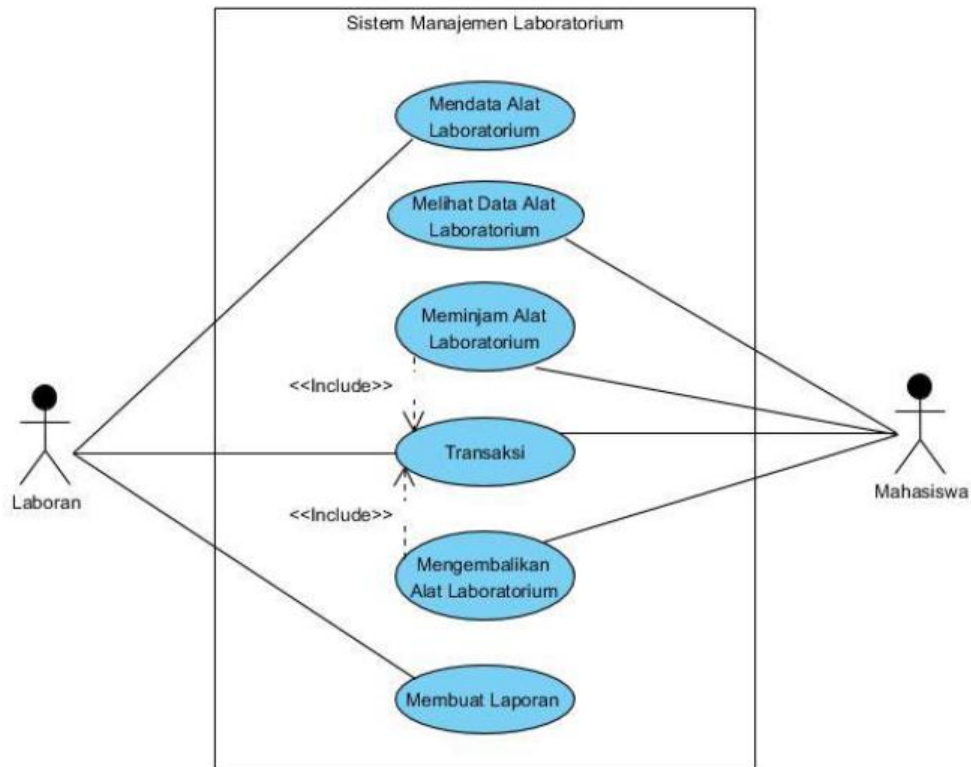 Sistem Manajemen Laboratorium
Mendata Alat
Laboratorium
Melihat Data Alat
Laboratorium
Meminjam Alat
Laboratorium
<<Include>>
Transaksi
<<Include>>
Mengembalikan
Alat Laboratorium
Membuat Laporan
Laboran
Mahasiswa